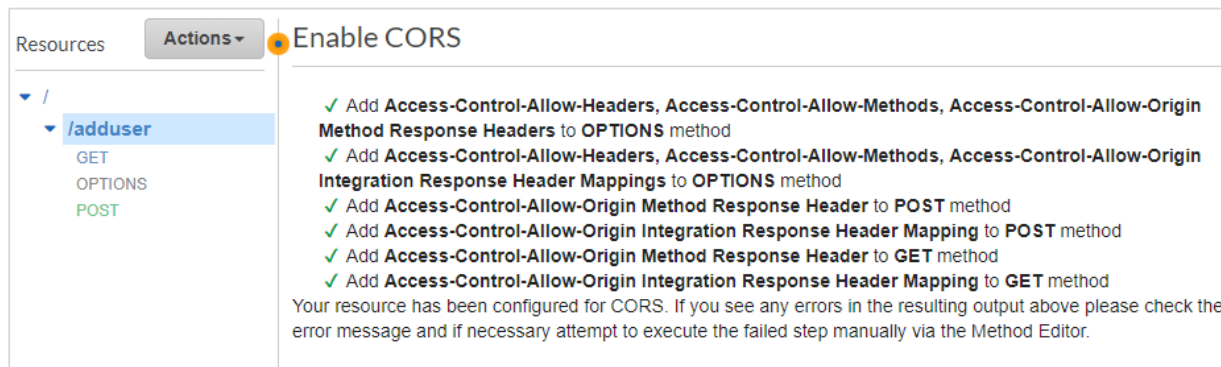 Resources
Actions
/
/adduser
GET
OPTIONS
POST
Enable CORS
✓ Add Access-Control-Allow-Headers, Access-Control-Allow-Methods, Access-Control-Allow-Origin
Method Response Headers to OPTIONS method
✓ Add Access-Control-Allow-Headers, Access-Control-Allow-Methods, Access-Control-Allow-Origin
Integration Response Header Mappings to OPTIONS method
✓ Add Access-Control-Allow-Origin Method Response Header to POST method
✓ Add Access-Control-Allow-Origin Integration Response Header Mapping to POST method
✓ Add Access-Control-Allow-Origin Method Response Header to GET method
✓ Add Access-Control-Allow-Origin Integration Response Header Mapping to GET method
Your resource has been configured for CORS. If you see any errors in the resulting output above please check the
error message and if necessary attempt to execute the failed step manually via the Method Editor.